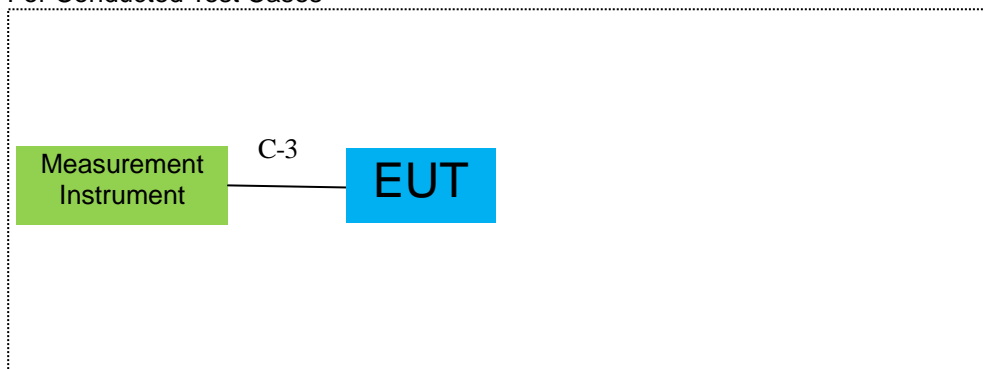 For Conducted Test Cases
C-3
Measurement
Instrument
EUT